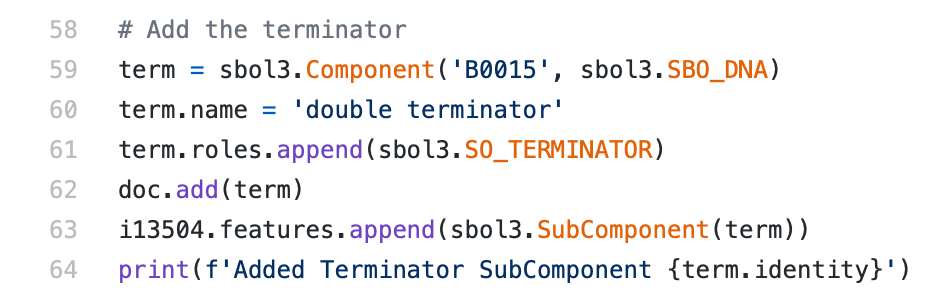 58 # Add the terminator
59 term = sbol3.Component('B0015', sbol3.SBO_DNA)
60 term.name = 'double terminator'
61 term.roles.append(sbol3.SO_TERMINATOR)
62 doc.add(term)
63 i13504.features.append(sbol3.SubComponent(term))
64 print(f'Added Terminator SubComponent {term.identity}')